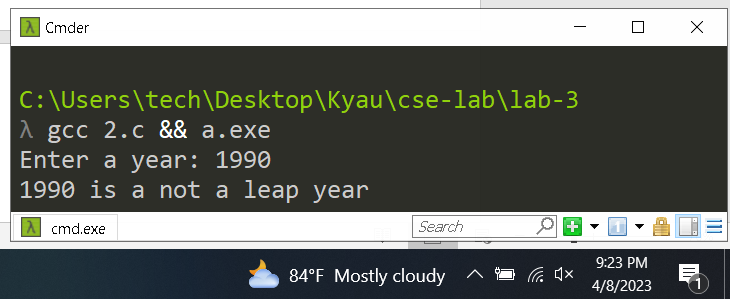 Cmder
C:\Users\tech\Desktop\Kyau\cse-lab\lab-3
λ gcc 2.c && a.exe
Enter a year: 1990
1990 is a not a leap year
cmd.exe
Search
84°F Mostly cloudy
9:23 PM
4/8/2023
1